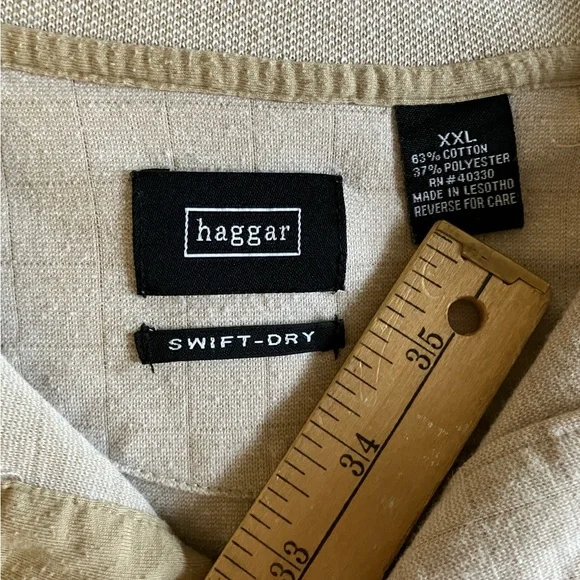 XXL
63% COTTON
37% POLYESTER
RN#40330
MADE IN LESOTHO
REVERSE FOR CARE
haggar
SWIFT-DRY
35
34
33